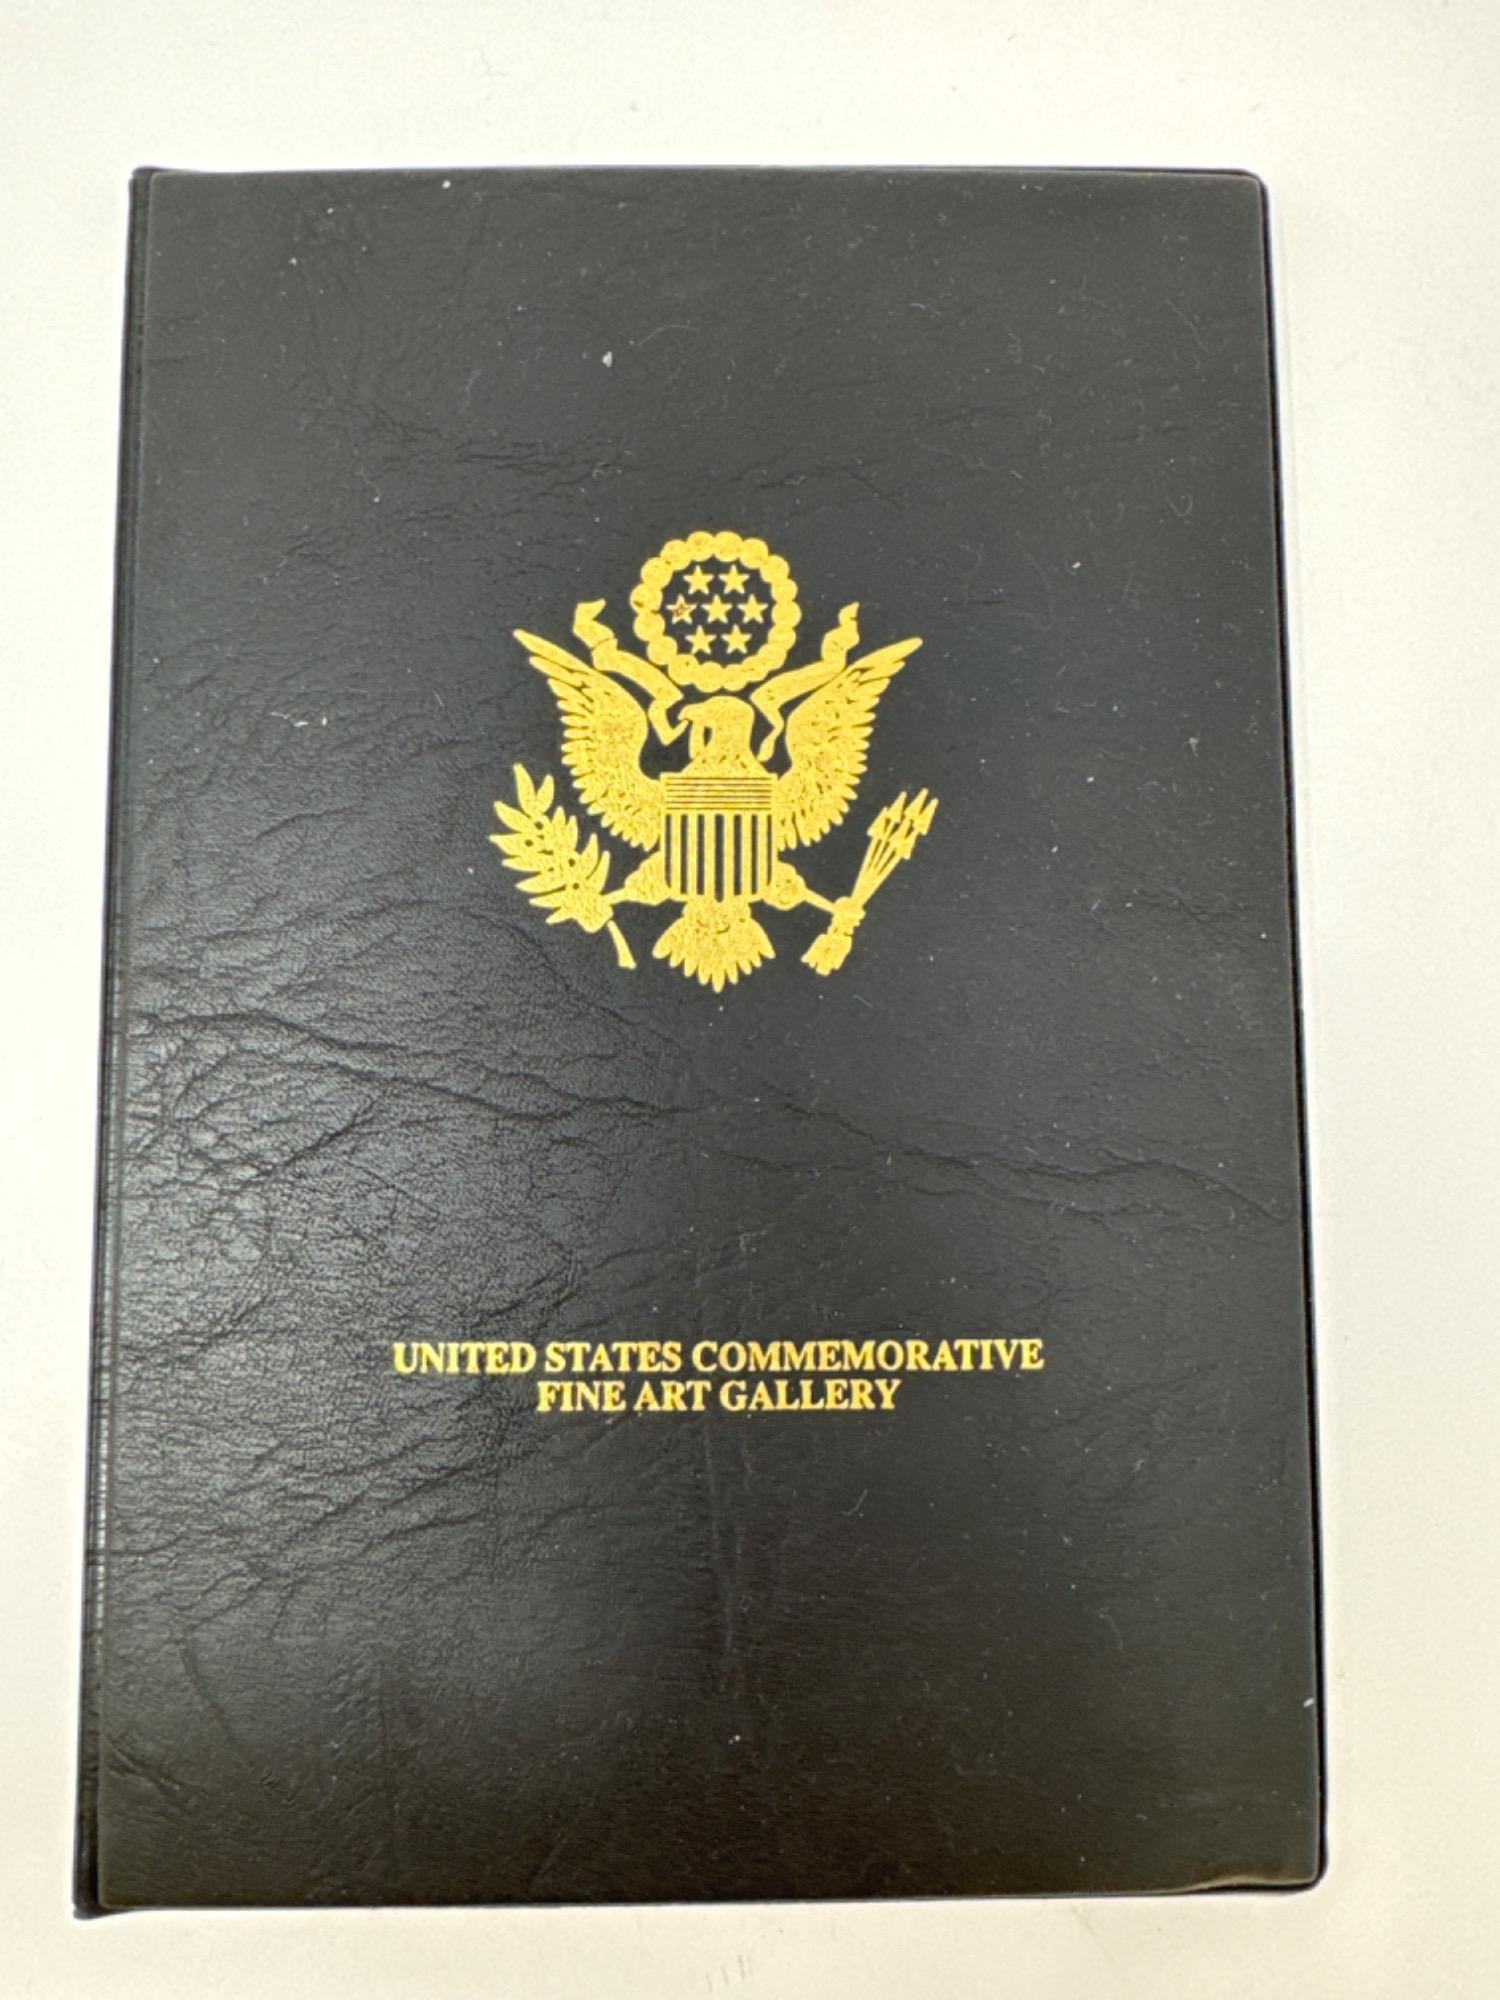 UNITED STATES COMMEMORATIVE
FINE ART GALLERY